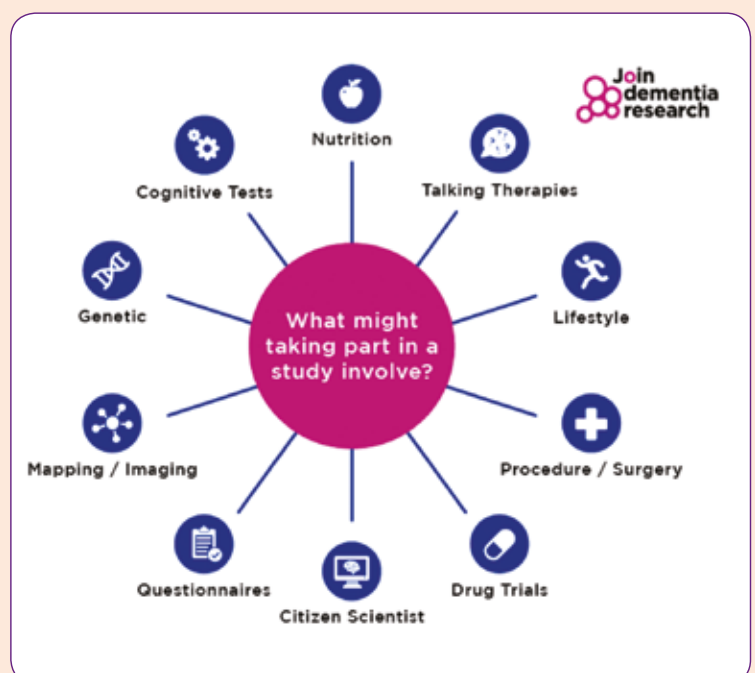 Join
dementia
research
Nutrition
Talking Therapies
Cognitive Tests
Lifestyle
Genetic
What might
taking part in a
study involve?
Procedure / Surgery
Mapping / Imaging
Drug Trials
Questionnaires
Citizen Scientist